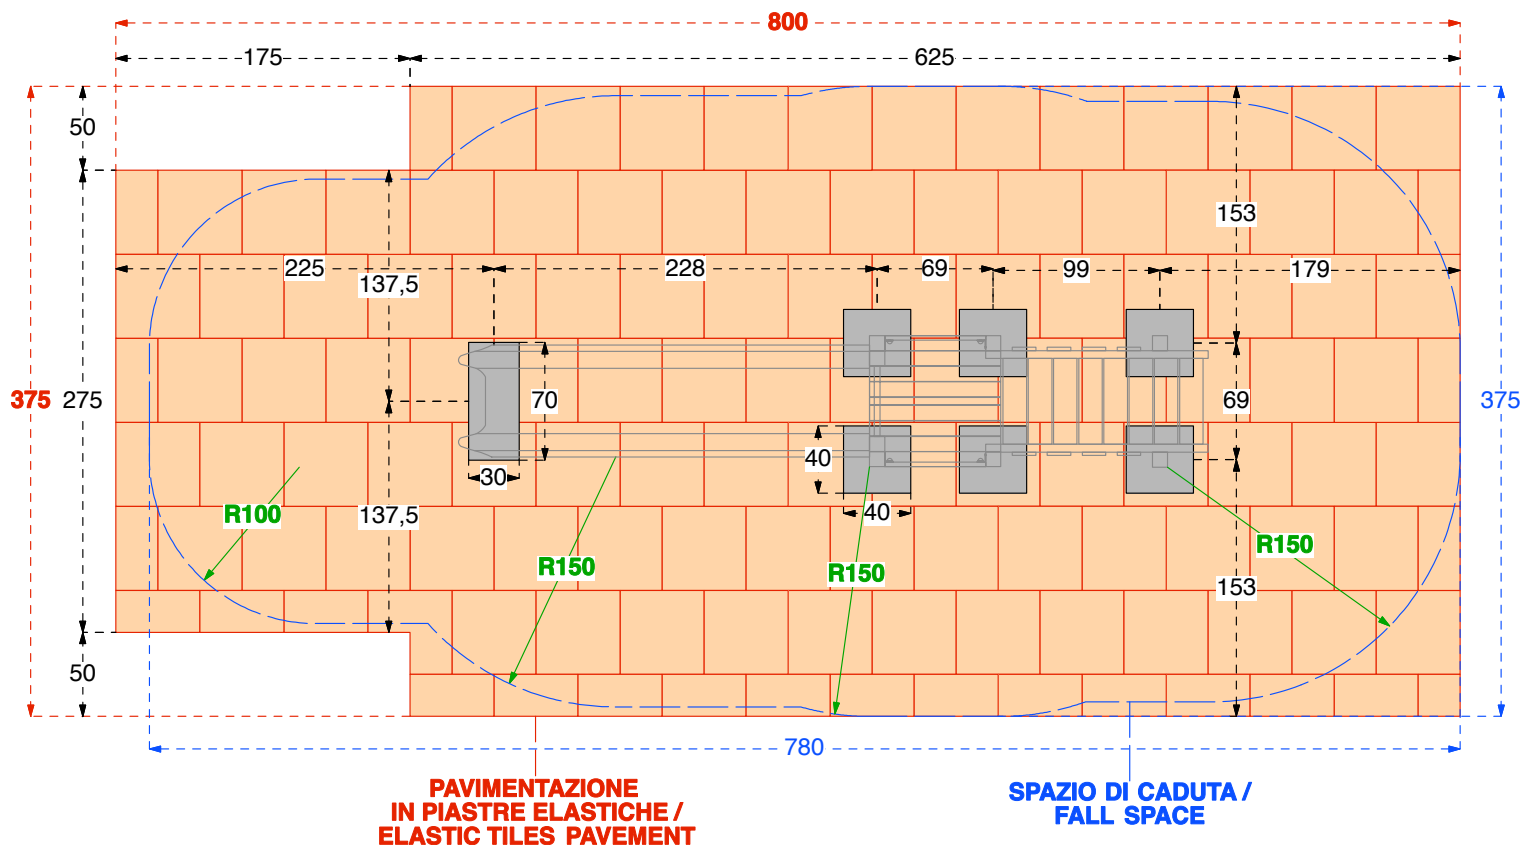 800
175
625
50
153
225
228
69
99
179
137,5
375
275
70
69
375
40
30
40
R100
137,5
R150
R150
R150
153
50
780
PAVIMENTAZIONE
IN PIASTRE ELASTICHE /
ELASTIC TILES PAVEMENT
SPAZIO DI CADUTA /
FALL SPACE